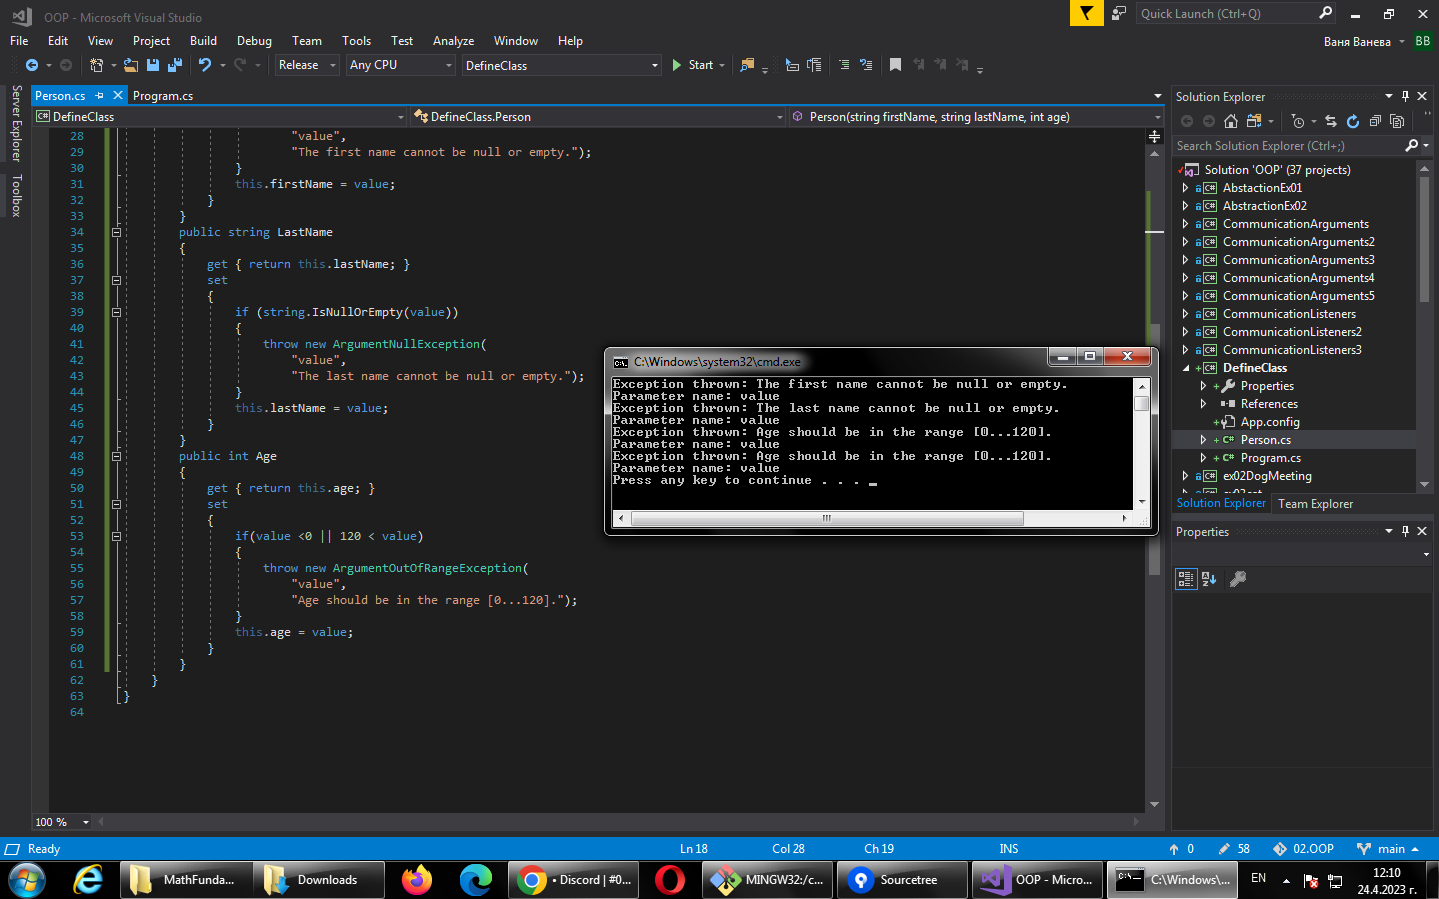 OOP - Microsoft Visual Studio
Quick Launch (Ctrl+Q)
File Edit View Project Build Debug Team Tools Test Analyze Window Help
Ваня Ванева BB
Release Any CPU DefineClass Start
Server Explorer
Toolbox
Person.cs Program.cs
DefineClass DefineClass.Person Person(string firstName, string lastName, int age)
28 "value",
29 "The first name cannot be null or empty.");
30 }
31 this.firstName = value;
32 }
33 }
34 public string LastName
35 {
36 get { return this.lastName; }
37 set
38 {
39 if (string.IsNullOrEmpty(value))
40 {
41 throw new ArgumentNullException(
42 "value",
43 "The last name cannot be null or empty.");
44 }
45 this.lastName = value;
46 }
47 }
48 public int Age
49 {
50 get { return this.age; }
51 set
52 {
53 if(value <0 || 120 < value)
54 {
55 throw new ArgumentOutOfRangeException(
56 "value",
57 "Age should be in the range [0...120].");
58 }
59 this.age = value;
60 }
61 }
62 }
63 }
64
100 %
C:\Windows\system32\cmd.exe
Exception thrown: The first name cannot be null or empty.
Parameter name: value
Exception thrown: The last name cannot be null or empty.
Parameter name: value
Exception thrown: Age should be in the range [0...120].
Parameter name: value
Exception thrown: Age should be in the range [0...120].
Parameter name: value
Press any key to continue . . . _
Solution Explorer
Search Solution Explorer (Ctrl+;)
Solution 'OOP' (37 projects)
AbstactionEx01
AbstractionEx02
CommunicationArguments
CommunicationArguments2
CommunicationArguments3
CommunicationArguments4
CommunicationArguments5
CommunicationListeners
CommunicationListeners2
CommunicationListeners3
DefineClass
Properties
References
App.config
Person.cs
Program.cs
ex02DogMeeting
Solution Explorer Team Explorer
Properties
Ready Ln 18 Col 28 Ch 19 INS 0 58 02.OOP main
MathFunda... Downloads • Discord | #0... MINGW32:/c... Sourcetree OOP - Micro... C:\Windows\... EN 12:10
24.4.2023 г.